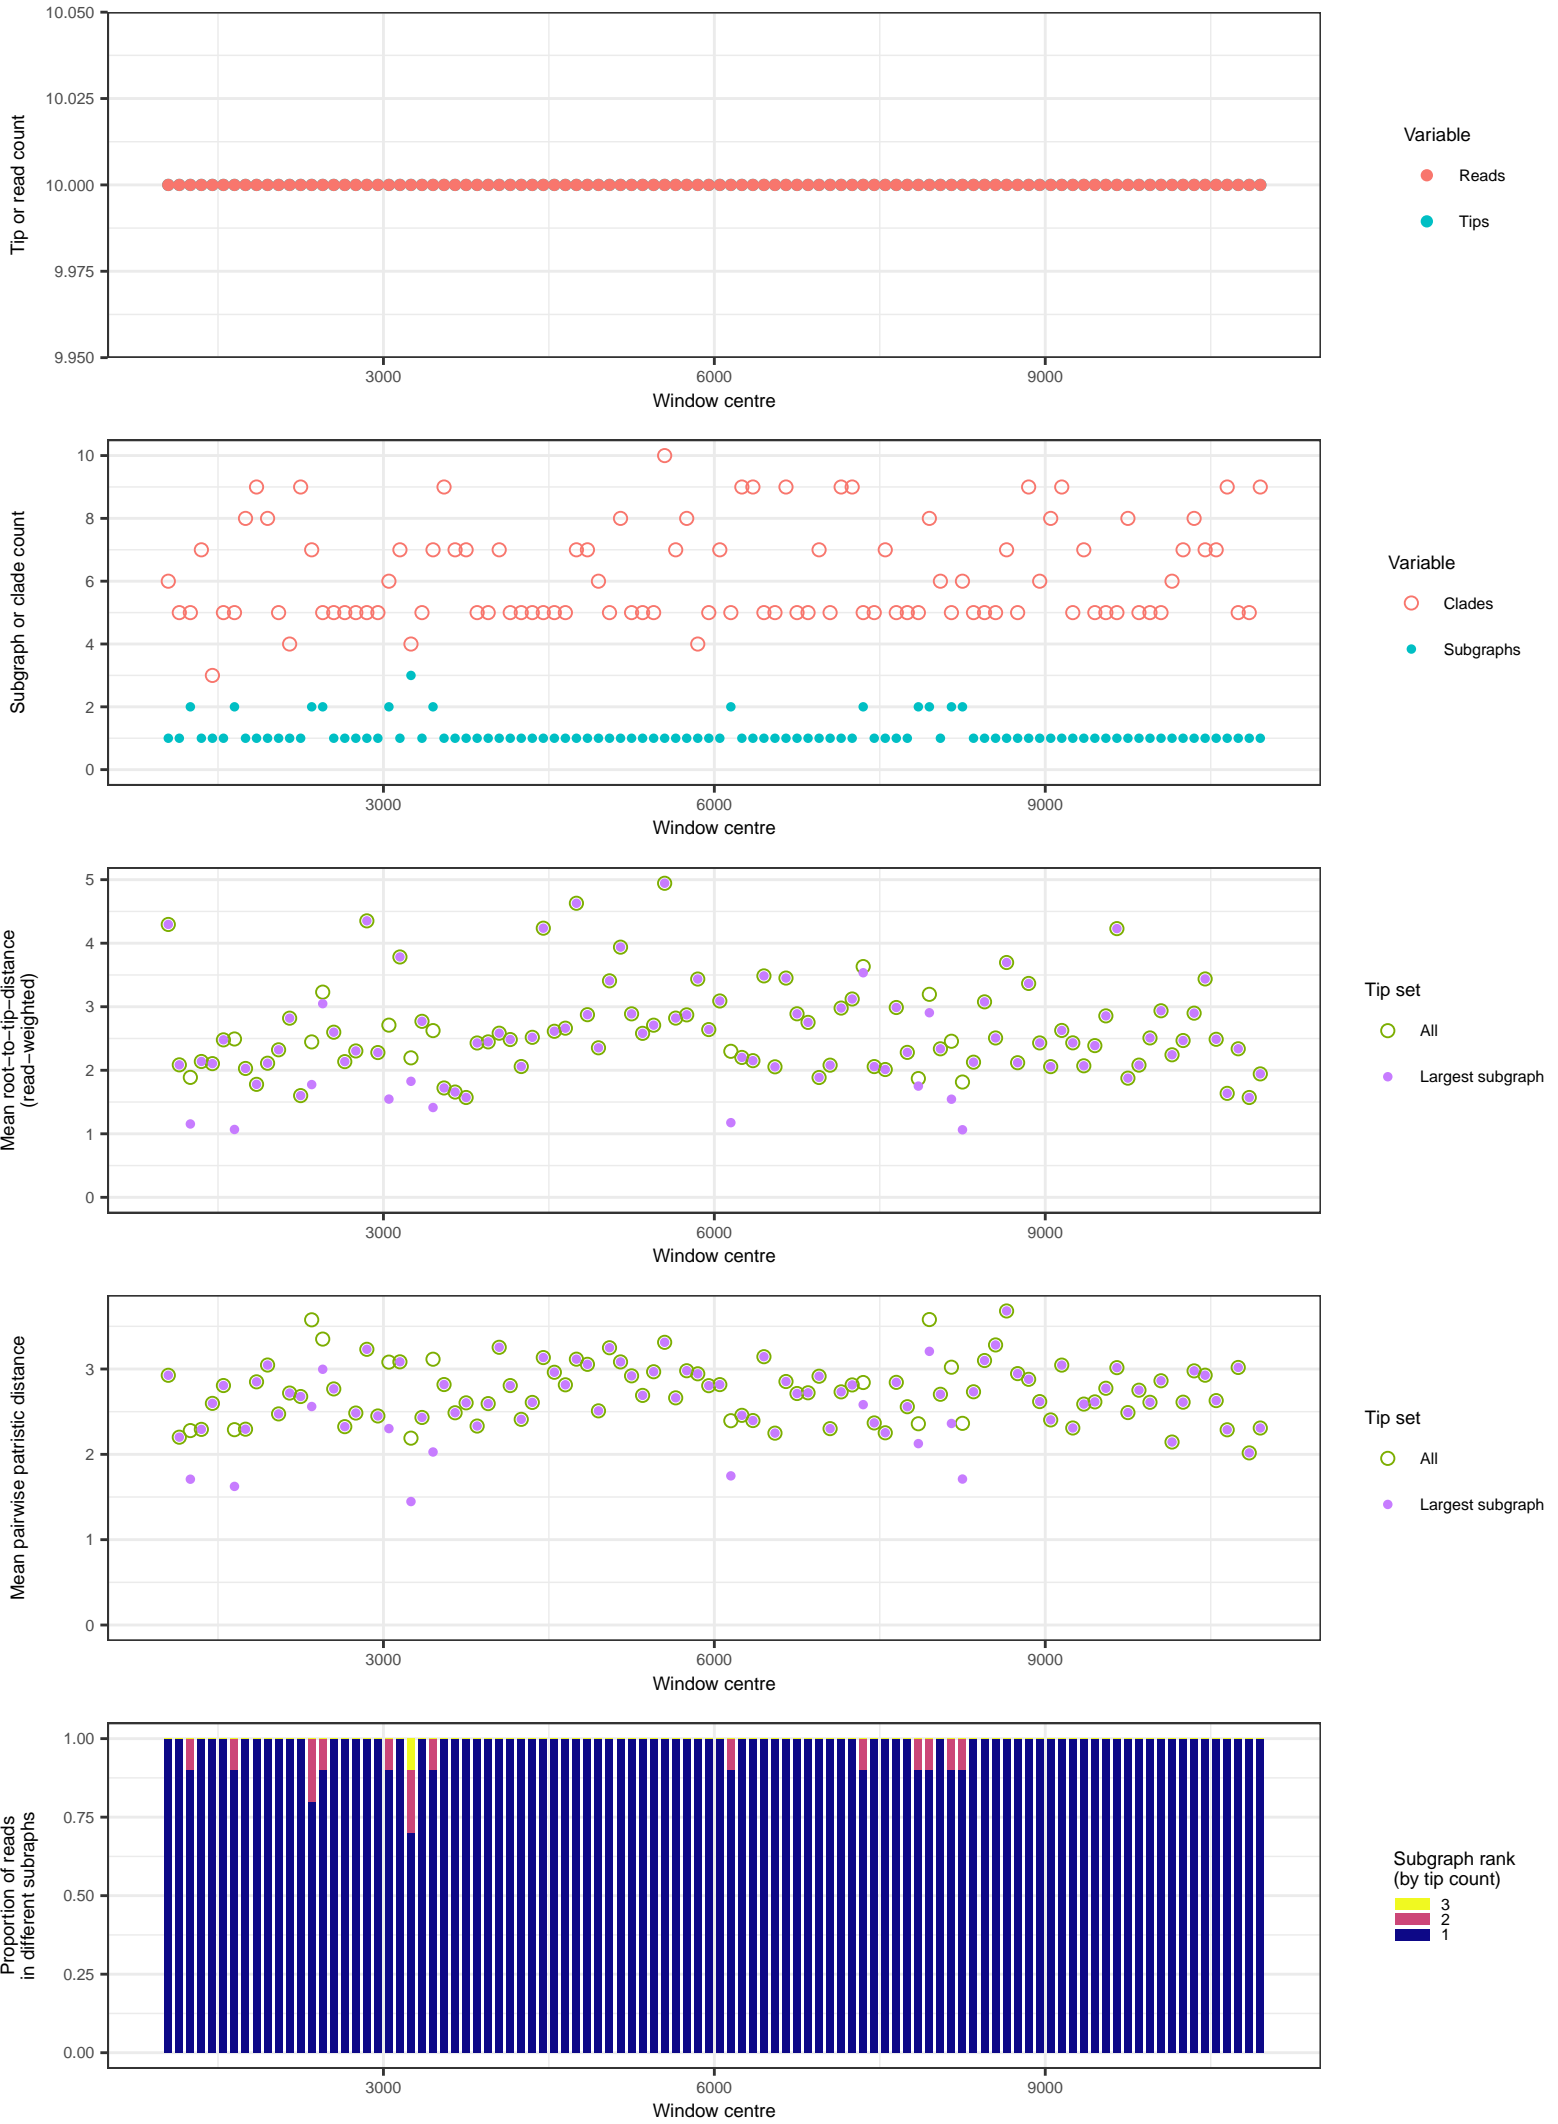 10.050
10.025
10.000
9.975
9.950
Tip or read count
3000 6000 9000
Window centre
Variable
Reads
Tips
10
8
6
4
2
0
Subgraph or clade count
3000 6000 9000
Window centre
Variable
Clades
Subgraphs
5
4
3
2
1
0
Mean root−to−tip−distance
(read−weighted)
3000 6000 9000
Window centre
Tip set
All
Largest subgraph
3
2
1
0
Mean pairwise patristic distance
3000 6000 9000
Window centre
Tip set
All
Largest subgraph
1.00
0.75
0.50
0.25
0.00
Proportion of reads
in different subraphs
3000 6000 9000
Window centre
Subgraph rank
(by tip count)
3
2
1